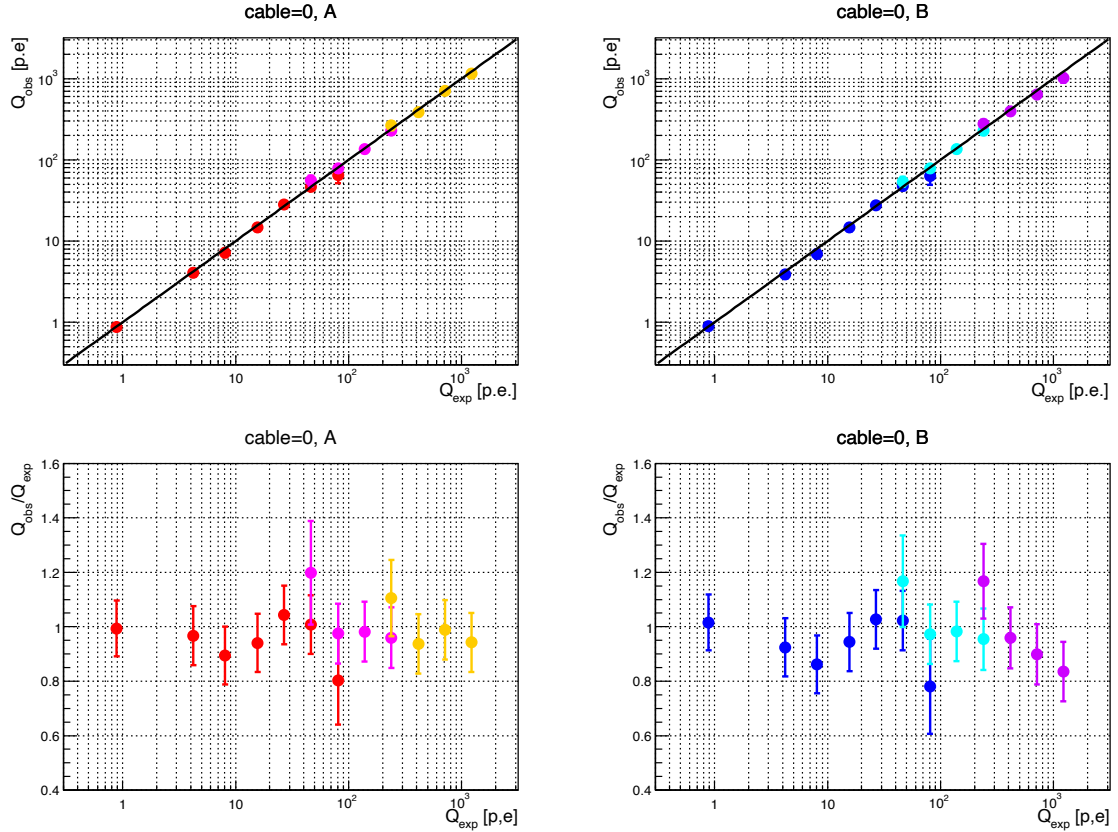 cable=0, A
Q_obs [p.e]
10^3
10^2
10
1
1 10 10^2 10^3
Q_exp [p.e.]
cable=0, B
Q_obs [p.e]
10^3
10^2
10
1
1 10 10^2 10^3
Q_exp [p.e.]
cable=0, A
Q_obs/Q_exp
1.6
1.4
1.2
1
0.8
0.6
0.4
1 10 10^2 10^3
Q_exp [p,e]
cable=0, B
Q_obs/Q_exp
1.6
1.4
1.2
1
0.8
0.6
0.4
1 10 10^2 10^3
Q_exp [p,e]